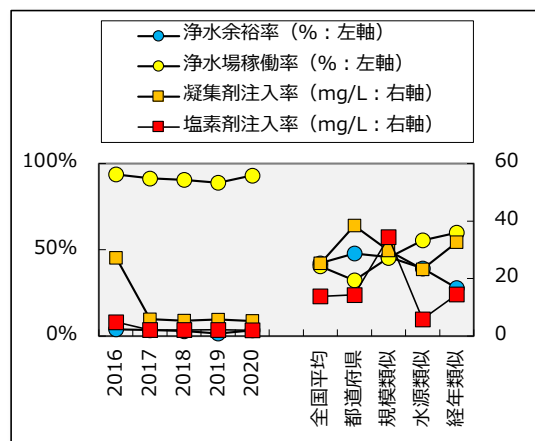 浄水余裕率（%：左軸）
浄水場稼働率（%：左軸）
凝集剤注入率（mg/L：右軸）
塩素剤注入率（mg/L：右軸）
100%
50%
0%
60
40
20
0
2016
2017
2018
2019
2020
全国平均
都道府県
規模類似
水源類似
経年類似